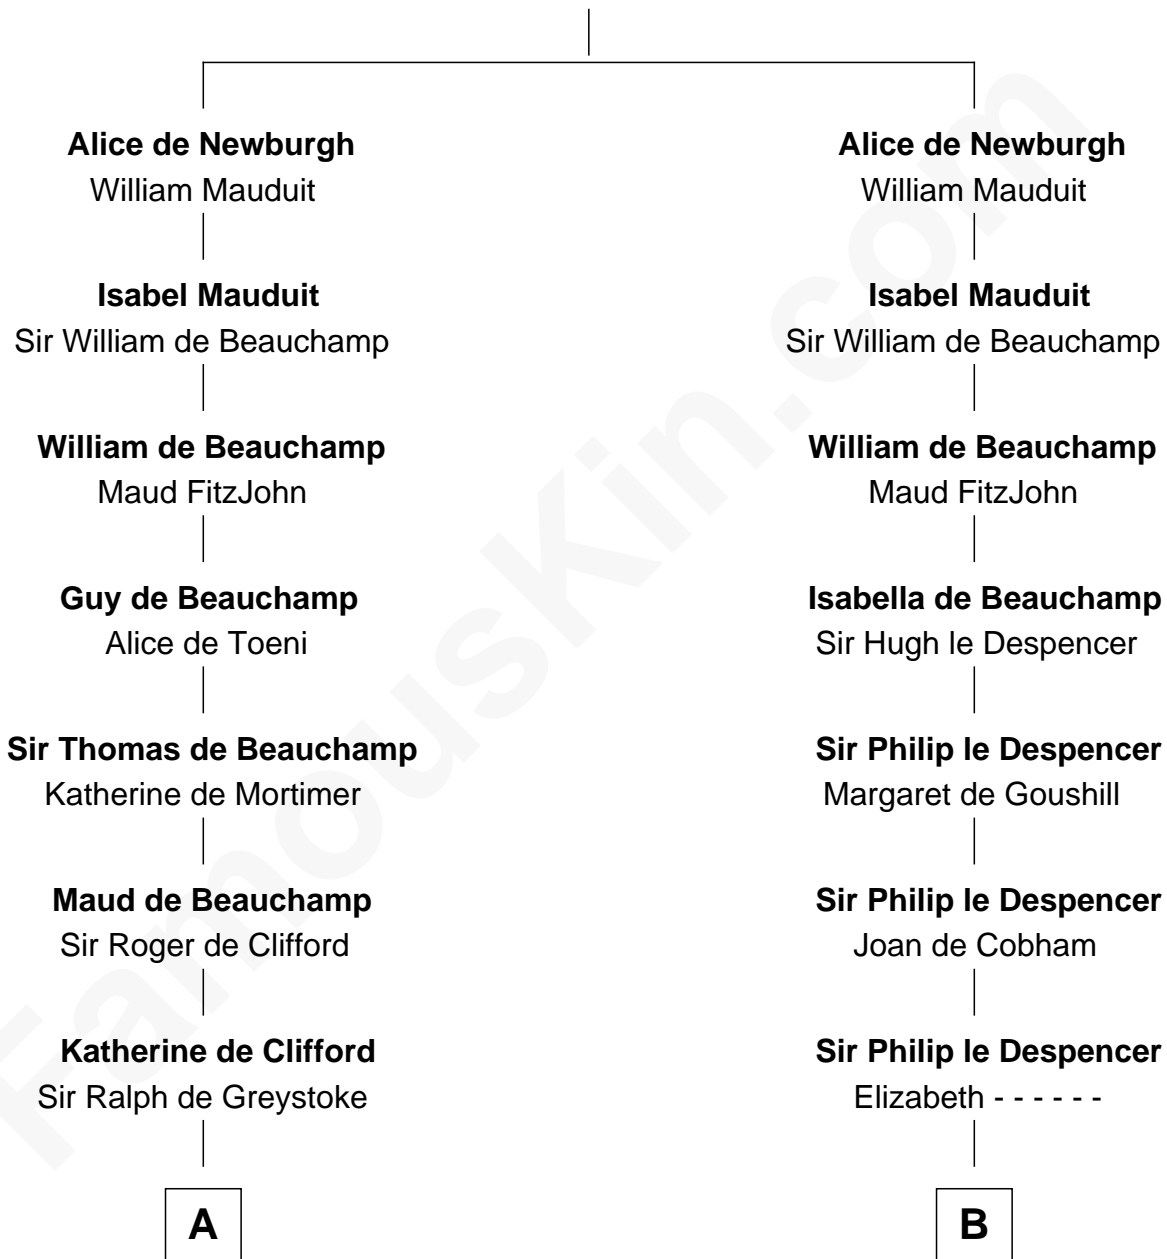 Alice de Newburgh
William Mauduit
Isabel Mauduit
Sir William de Beauchamp
William de Beauchamp
Maud FitzJohn
Guy de Beauchamp
Alice de Toeni
Sir Thomas de Beauchamp
Katherine de Mortimer
Maud de Beauchamp
Sir Roger de Clifford
Katherine de Clifford
Sir Ralph de Greystoke
A
Alice de Newburgh
William Mauduit
Isabel Mauduit
Sir William de Beauchamp
William de Beauchamp
Maud FitzJohn
Isabella de Beauchamp
Sir Hugh le Despencer
Sir Philip le Despencer
Margaret de Goushill
Sir Philip le Despencer
Joan de Cobham
Sir Philip le Despencer
Elizabeth - - - - - -
B
FamousKin.com